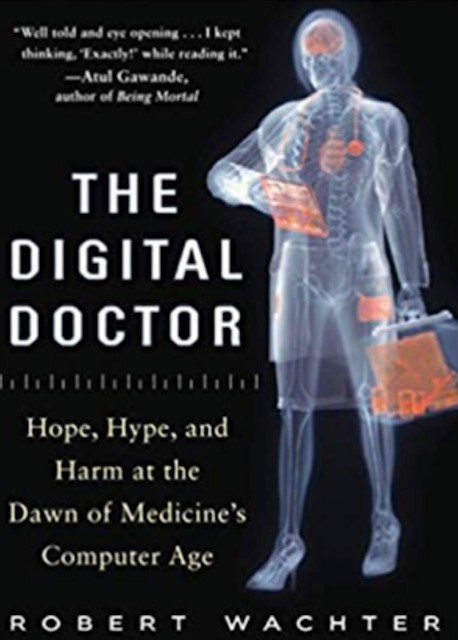 "Well told and eye opening . . . I kept
thinking, 'Exactly!' while reading it."
—Atul Gawande,
author of Being Mortal
THE
DIGITAL
DOCTOR
Hope, Hype, and
Harm at the
Dawn of Medicine's
Computer Age
ROBERT WACHTER